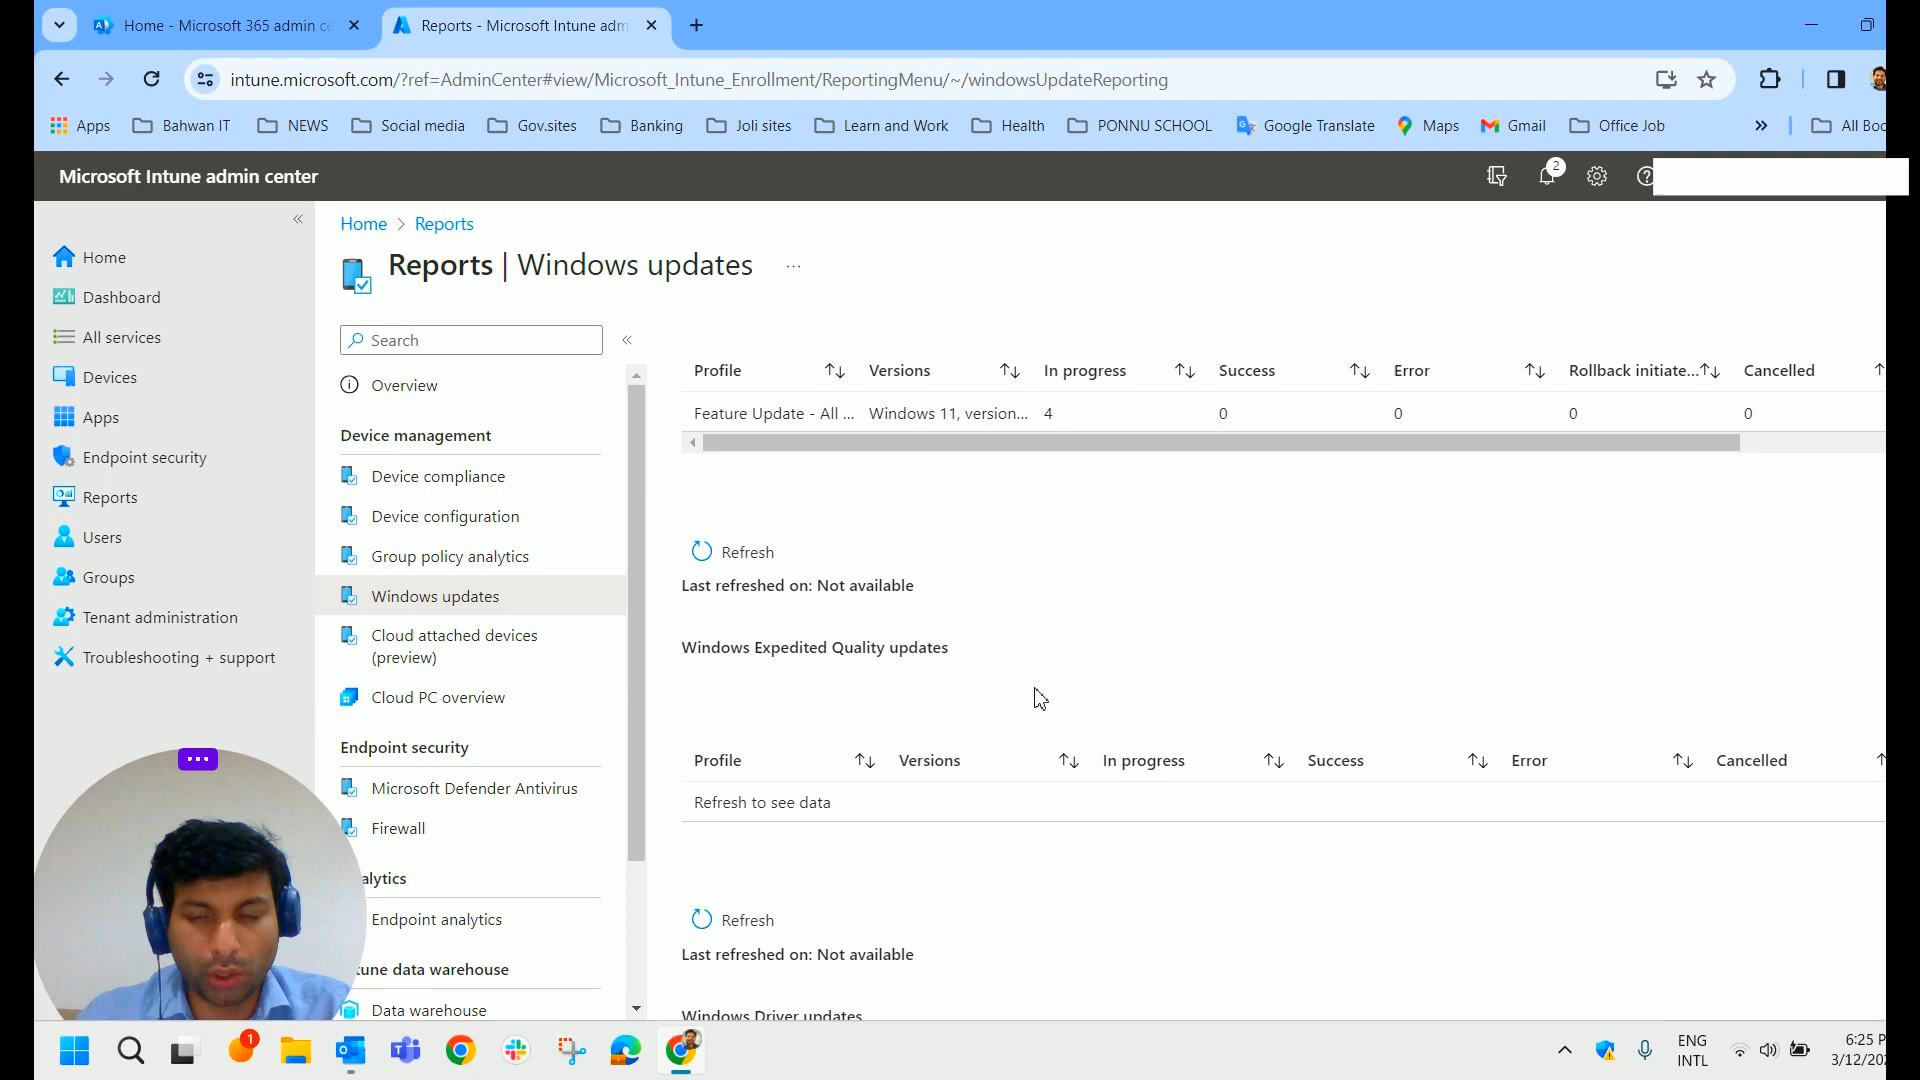 Home - Microsoft 365 admin ce
Reports - Microsoft Intune adm
intune.microsoft.com/?ref=AdminCenter#view/Microsoft_Intune_Enrollment/ReportingMenu/~/windowsUpdateReporting
Apps
Bahwan IT
NEWS
Social media
Gov.sites
Banking
Joli sites
Learn and Work
Health
PONNU SCHOOL
Google Translate
Maps
Gmail
Office Job
»
All Boo
Microsoft Intune admin center
2
Home
Dashboard
All services
Devices
Apps
Endpoint security
Reports
Users
Groups
Tenant administration
Troubleshooting + support
Home > Reports
Reports | Windows updates ...
Search
Overview
Device management
Device compliance
Device configuration
Group policy analytics
Windows updates
Cloud attached devices
(preview)
Cloud PC overview
Endpoint security
Microsoft Defender Antivirus
Firewall
alytics
Endpoint analytics
tune data warehouse
Data warehouse
Profile Versions In progress Success Error Rollback initiate... Cancelled
Feature Update - All ... Windows 11, version... 4 0 0 0 0
Refresh
Last refreshed on: Not available
Windows Expedited Quality updates
Profile Versions In progress Success Error Cancelled
Refresh to see data
Refresh
Last refreshed on: Not available
Windows Driver updates
1
ENG
INTL
6:25 P
3/12/20